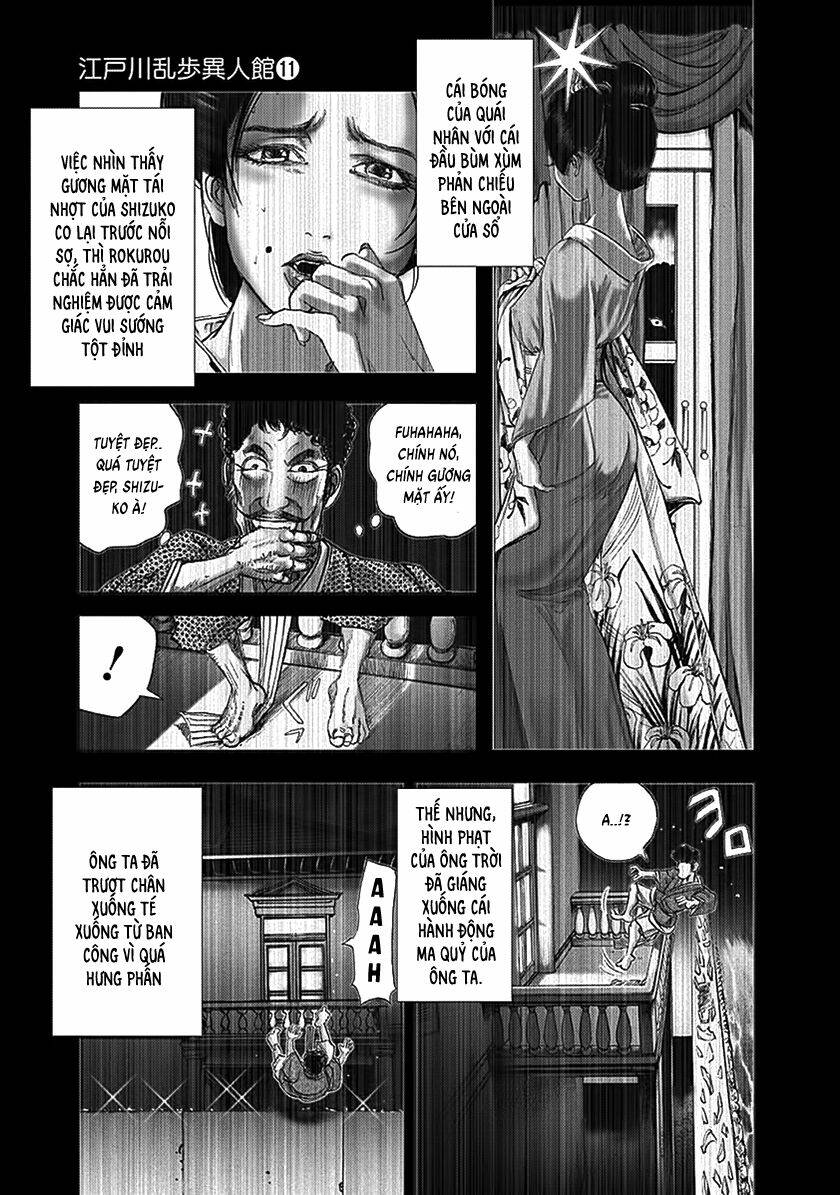 江戸川乱歩異人館⑪
CÁI BÓNG
CỦA QUÁI
NHÂN VỚI CÁI
ĐẦU BÙM XÙM
PHẢN CHIẾU
BÊN NGOÀI
CỬA SỔ
VIỆC NHÌN THẤY
GƯƠNG MẶT TÁI
NHỢT CỦA SHIZUKO
CO LẠI TRƯỚC NỖI
SỢ, THÌ ROKUROU
CHẮC HẲN ĐÃ TRẢI
NGHIỆM ĐƯỢC CẢM
GIÁC VUI SƯỚNG
TỘT ĐỈNH
FUHAHAHA,
CHÍNH NÓ,
CHÍNH GƯƠNG
MẶT ẤY!
TUYỆT ĐẸP..
QUÁ TUYỆT
ĐẸP, SHIZU-
KO À!
!
A..!?
THẾ NHƯNG,
HÌNH PHẠT
CỦA ÔNG TRỜI
ĐÃ GIÁNG
XUỐNG CÁI
HÀNH ĐỘNG
MA QUỶ CỦA
ÔNG TA.
AAAH
ÔNG TA ĐÃ
TRƯỢT CHÂN
XUỐNG TÉ
XUỐNG TỪ BAN
CÔNG VÌ QUÁ
HƯNG PHẤN